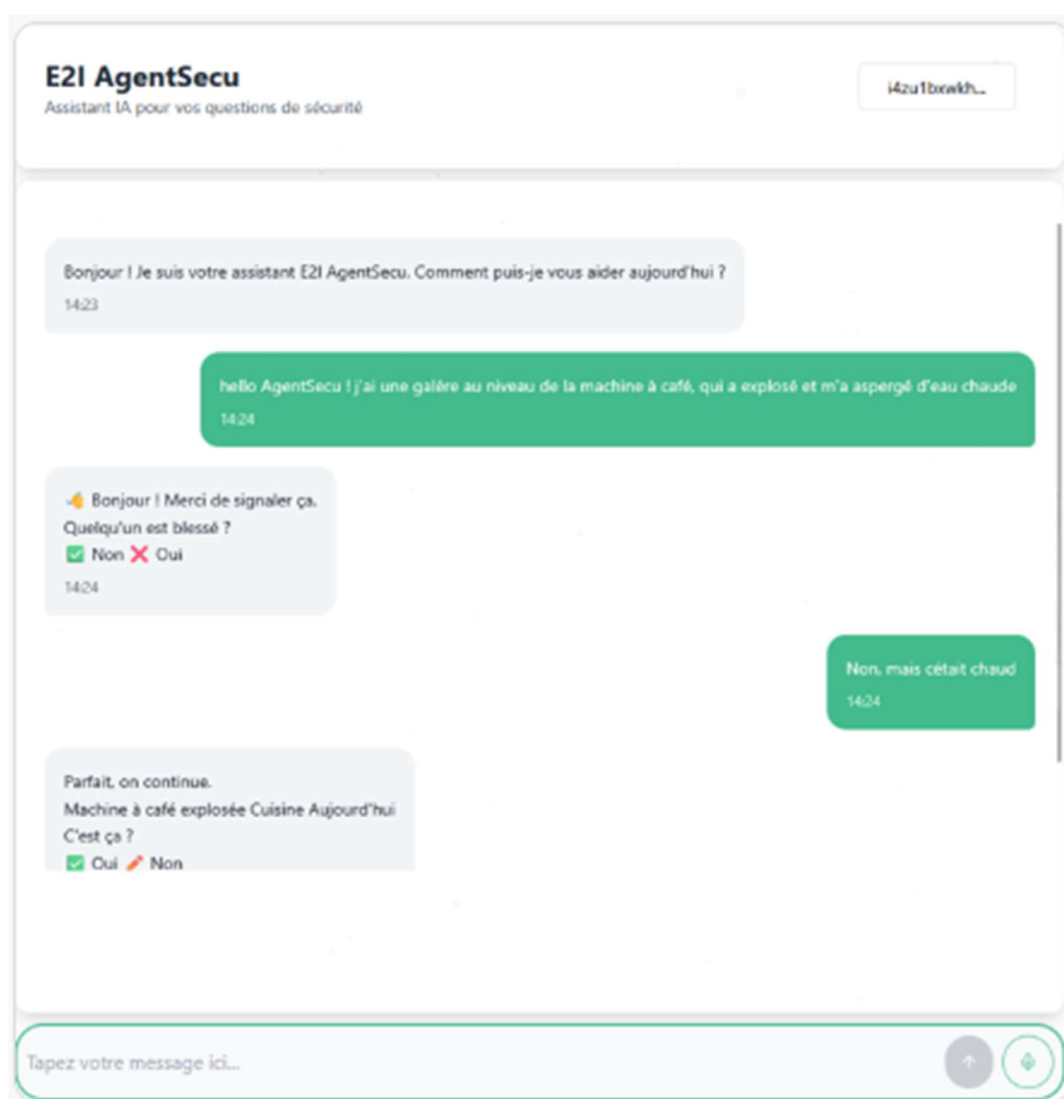 E2I AgentSecu
Assistant IA pour vos questions de sécurité
i4zu1bxwkh...
Bonjour ! Je suis votre assistant E2I AgentSecu. Comment puis-je vous aider aujourd'hui ?
14:23
hello AgentSecu ! j'ai une galère au niveau de la machine à café, qui a explosé et m'a aspergé d'eau chaude
14:24
Bonjour ! Merci de signaler ça.
Quelqu'un est blessé ?
✅ Non ❌ Oui
14:24
Non, mais cétait chaud
14:24
Parfait, on continue.
Machine à café explosée Cuisine Aujourd'hui
C'est ça ?
✅ Oui ✏️ Non
Tapez votre message ici...